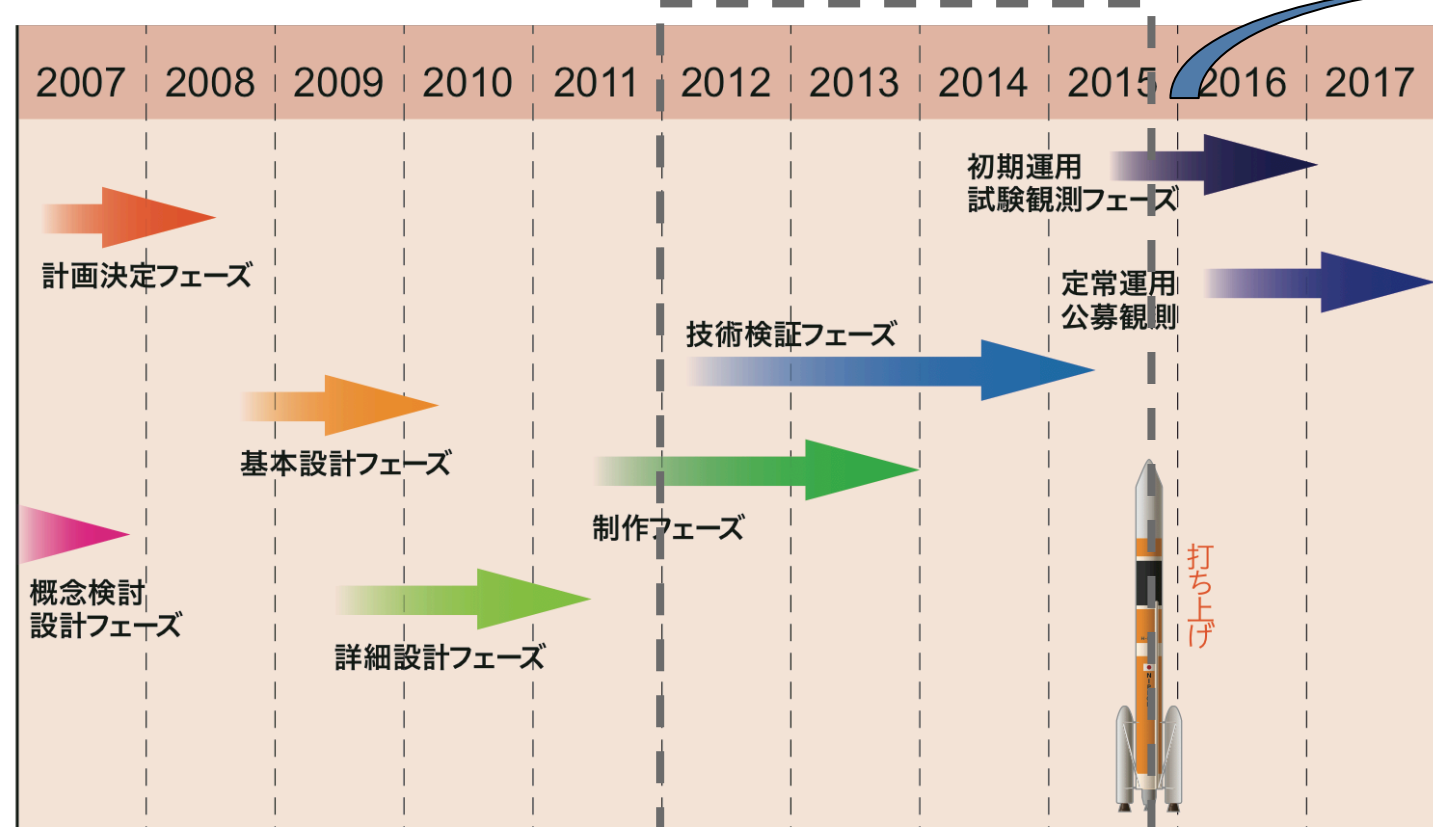 2007 2008 2009 2010 2011 2012 2013 2014 2015 2016 2017
初期運用
試験観測フェーズ
計画決定フェーズ
定常運用
公募観測
技術検証フェーズ
基本設計フェーズ
制作フェーズ
打ち上げ
概念検討
設計フェーズ
詳細設計フェーズ